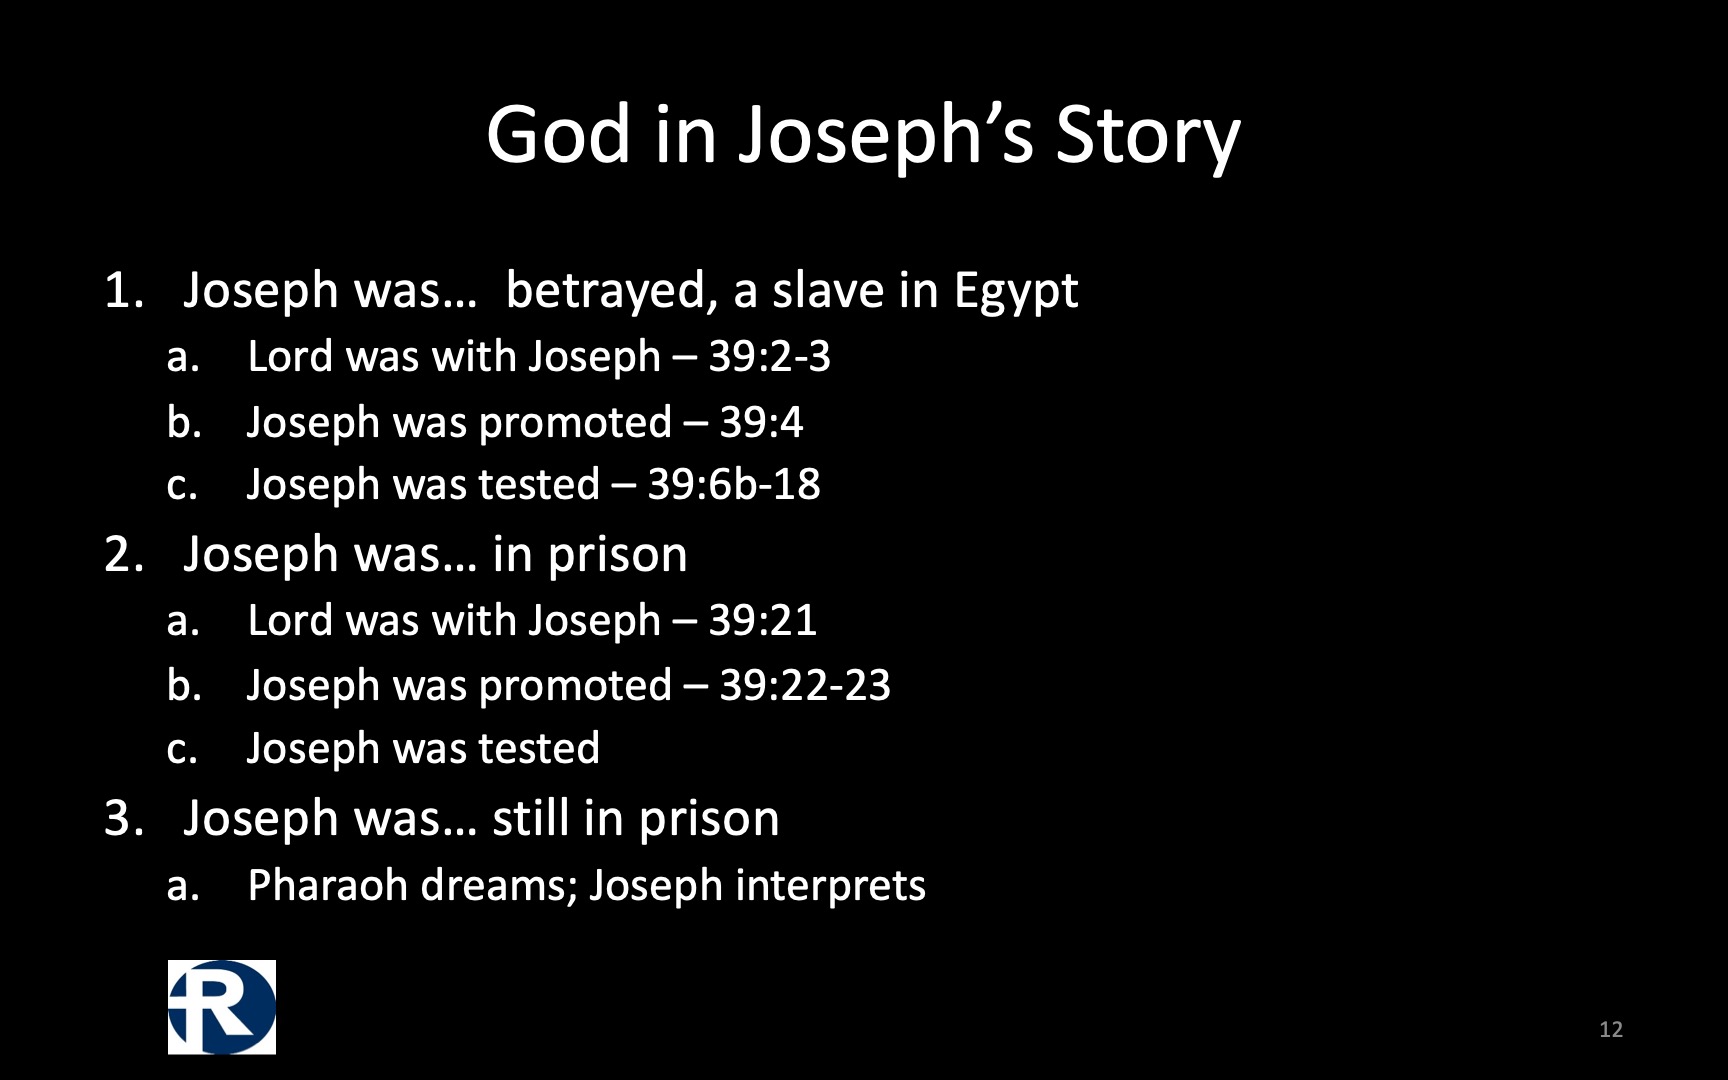 God in Joseph’s Story
1. Joseph was… betrayed, a slave in Egypt
a. Lord was with Joseph – 39:2-3
b. Joseph was promoted – 39:4
c. Joseph was tested – 39:6b-18
2. Joseph was… in prison
a. Lord was with Joseph – 39:21
b. Joseph was promoted – 39:22-23
c. Joseph was tested
3. Joseph was… still in prison
a. Pharaoh dreams; Joseph interprets
R
12